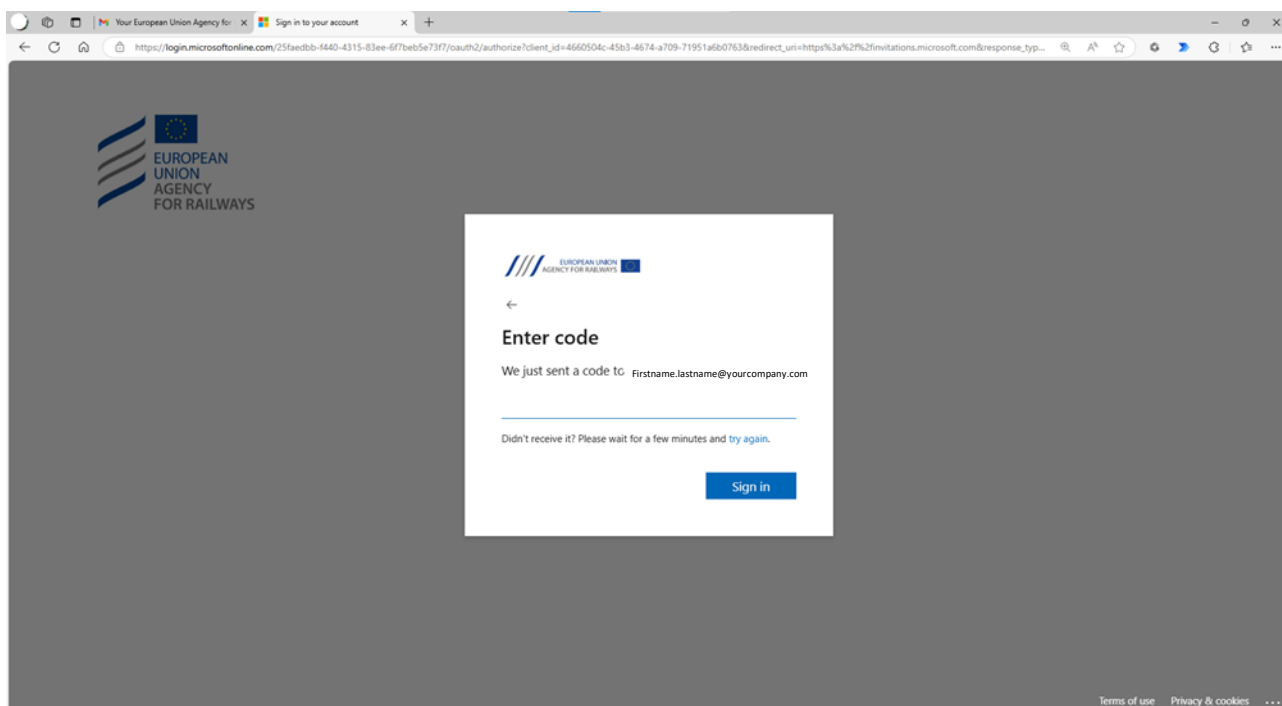 Your European Union Agency for
Sign in to your account
https://login.microsoftonline.com/25faedbb-f440-4315-83ee-6f7beb5e73f7/oauth2/authorize?client_id=4660504c-45b3-4674-a709-71951a6b0763&redirect_uri=https%3a%2f%2finvitations.microsoft.com&response_typ...
EUROPEAN
UNION
AGENCY
FOR RAILWAYS
EUROPEAN UNION
AGENCY FOR RAILWAYS
Enter code
We just sent a code to Firstname.lastname@yourcompany.com
Didn't receive it? Please wait for a few minutes and try again.
Sign in
Terms of use Privacy & cookies ...